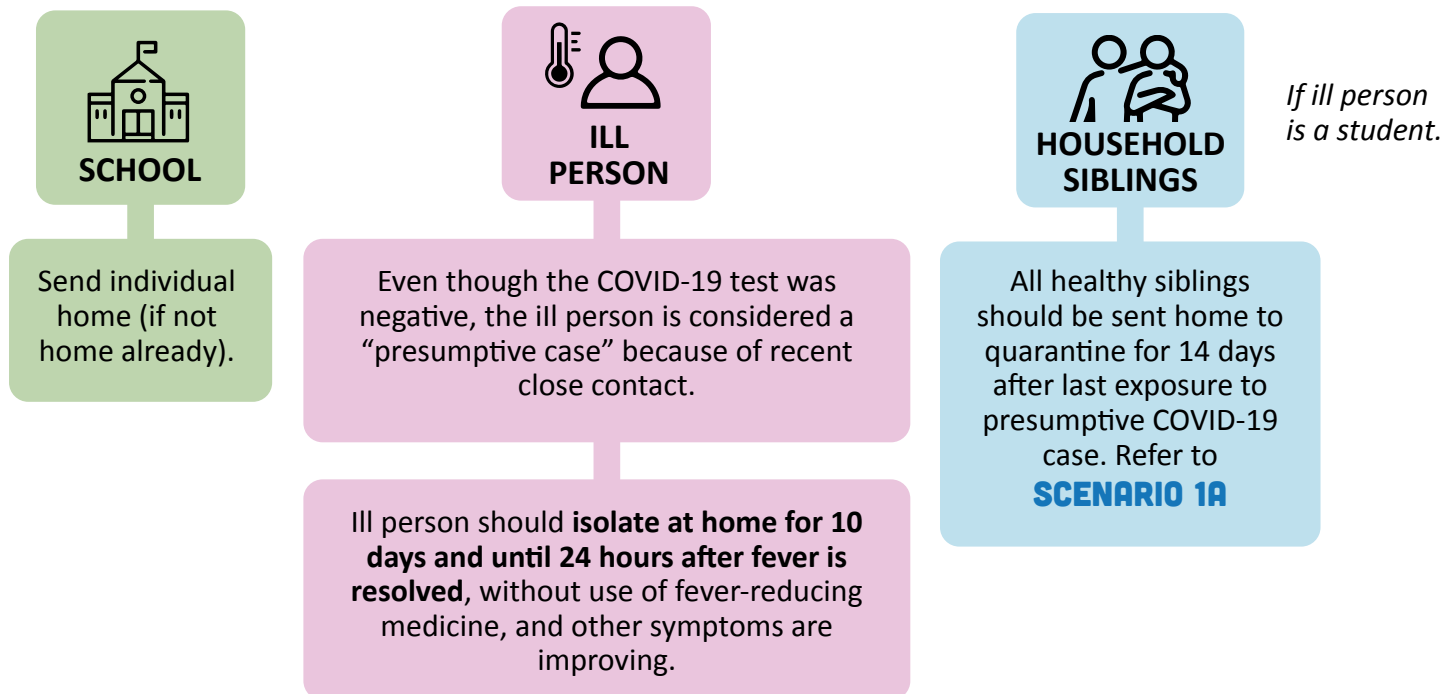 SCHOOL
Send individual
home (if not
home already).
ILL
PERSON
Even though the COVID-19 test was
negative, the ill person is considered a
“presumptive case” because of recent
close contact.
Ill person should isolate at home for 10
days and until 24 hours after fever is
resolved, without use of fever-reducing
medicine, and other symptoms are
improving.
HOUSEHOLD
SIBLINGS
If ill person
is a student.
All healthy siblings
should be sent home to
quarantine for 14 days
after last exposure to
presumptive COVID-19
case. Refer to
SCENARIO 1A